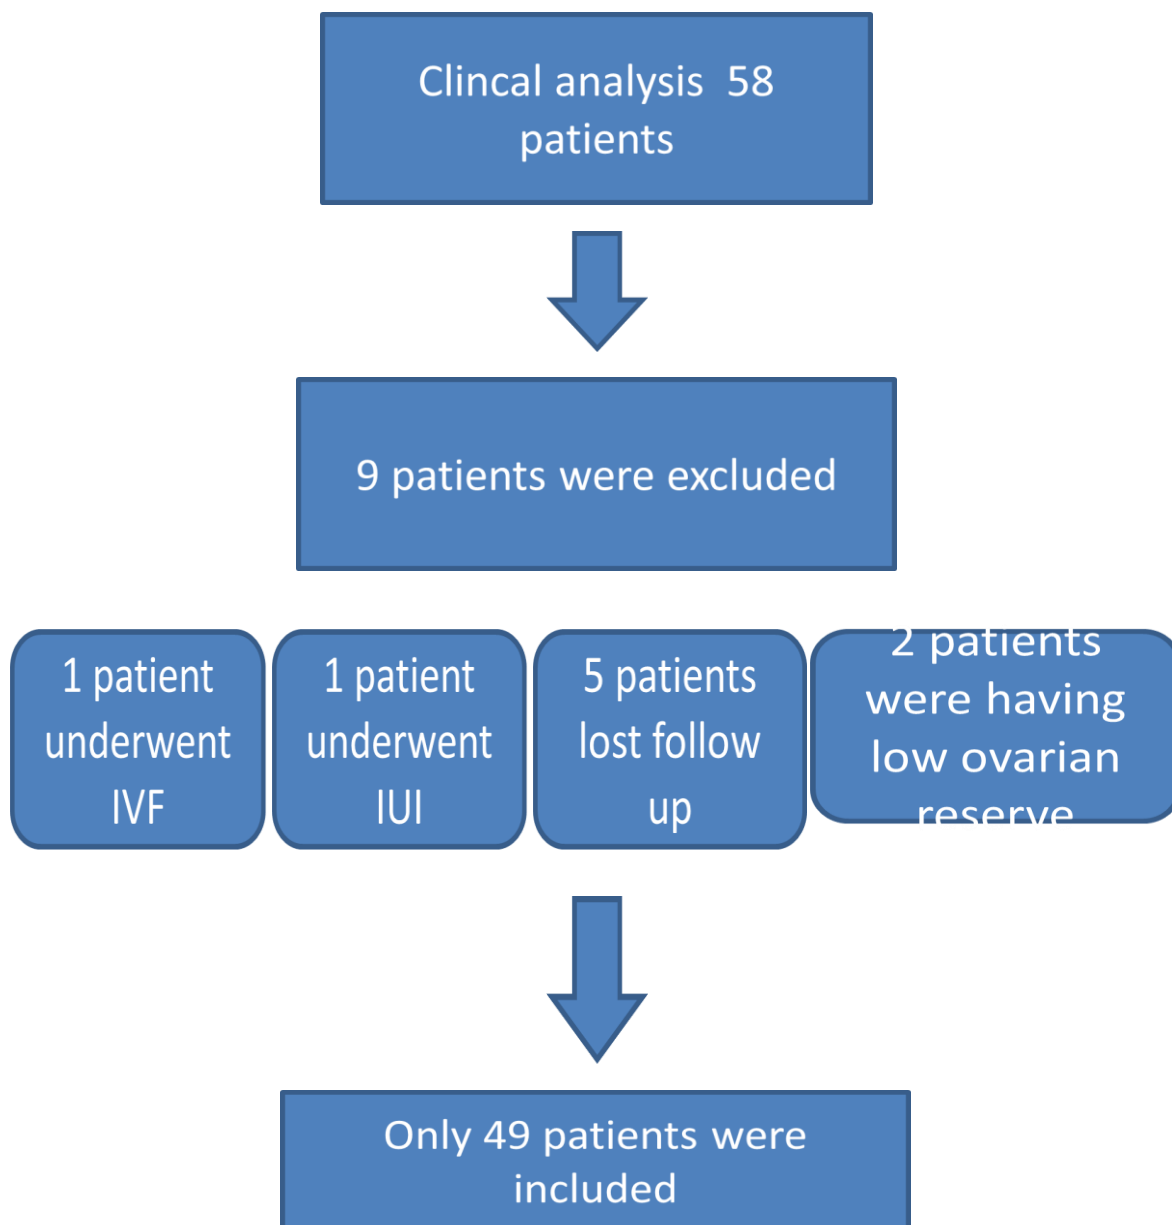 Clincal analysis  58
patients
9 patients were excluded
1 patient
underwent
IVF
1 patient
underwent
IUI
5 patients
lost follow
up
2 patients
were having
low ovarian
reserve
Only 49 patients were
included